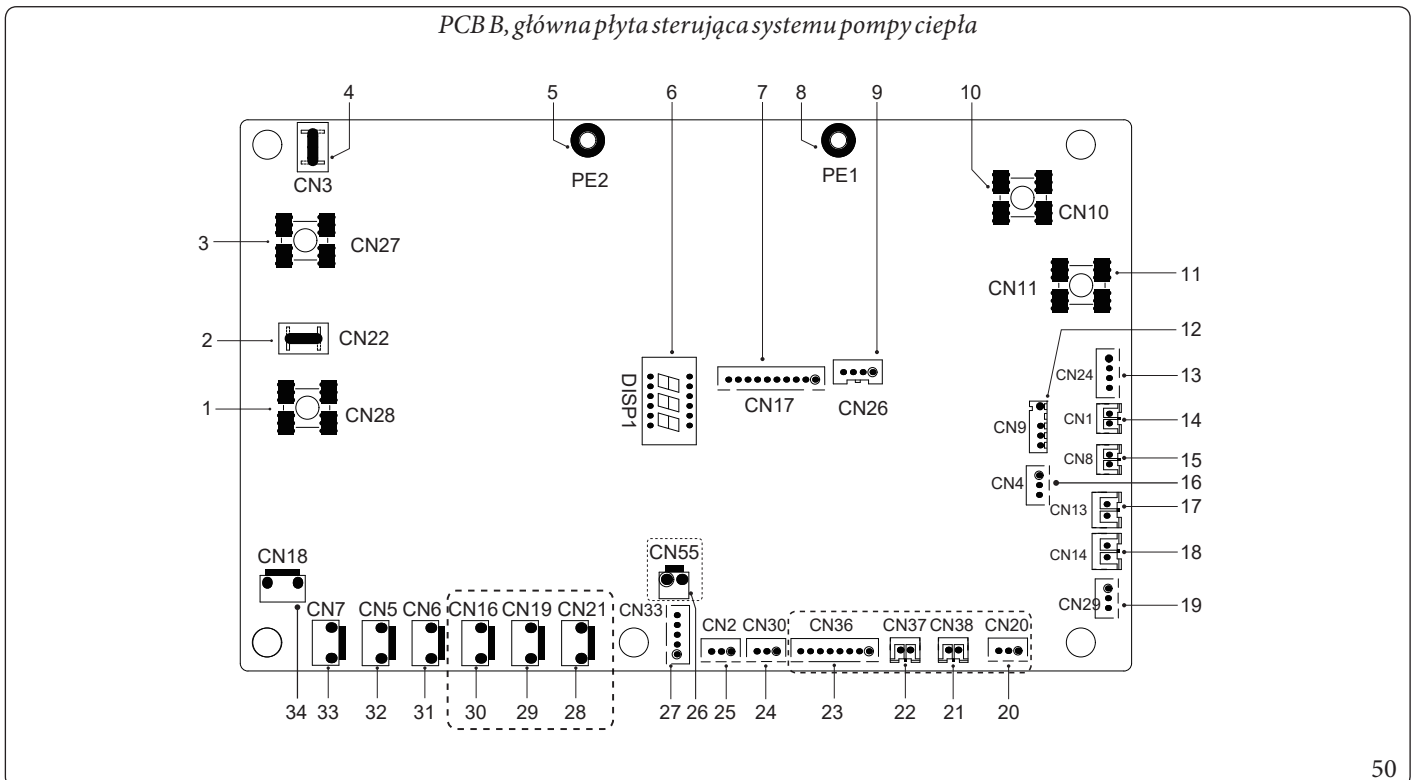 PCB B, główna płyta sterująca systemu pompy ciepła
4 5 6 7 8 9 10
CN3 PE2 PE1
CN10
3 CN27
CN11 11
12
2 CN22
CN24 13
DISP1 CN17 CN26
1 CN28
CN9 CN1 14
CN8 15
CN4 16
CN13 17
CN14 18
CN18 CN55
CN29 19
CN7 CN5 CN6 CN16 CN19 CN21 CN33 CN2 CN30 CN36 CN37 CN38 CN20
34 33 32 31 30 29 28 27 26 25 24 23 22 21 20
50